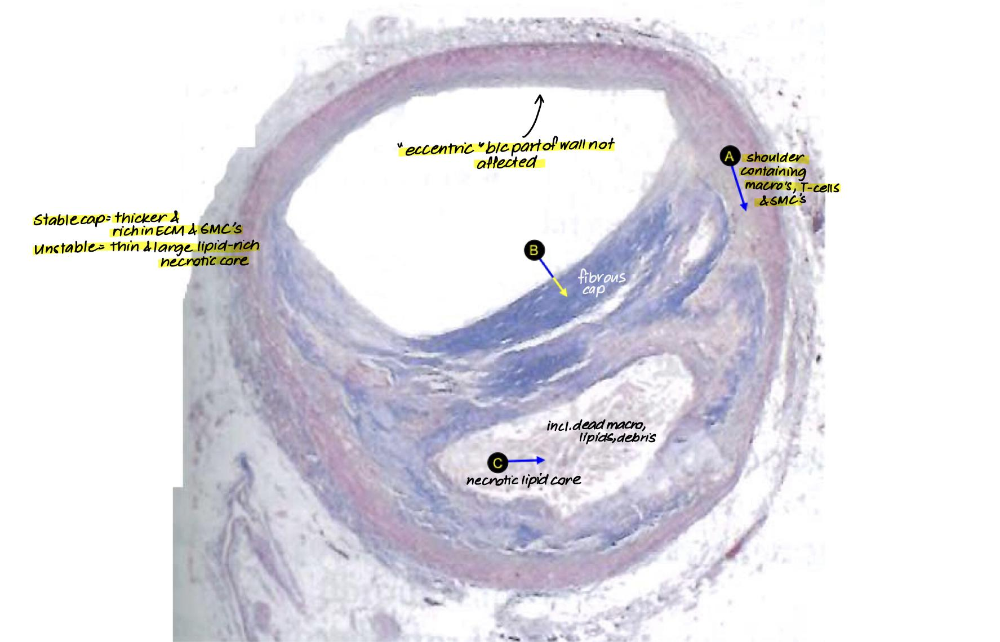 "eccentric" b/c part of wall not
affected
A
shoulder
containing
macro's, T-cells
& SMC's
Stable cap= thicker &
rich in ECM & SMC's
Unstable= thin & large lipid-rich
necrotic core
B
fibrous
cap
incl. dead macro,
lipids, debris
C
necrotic lipid core